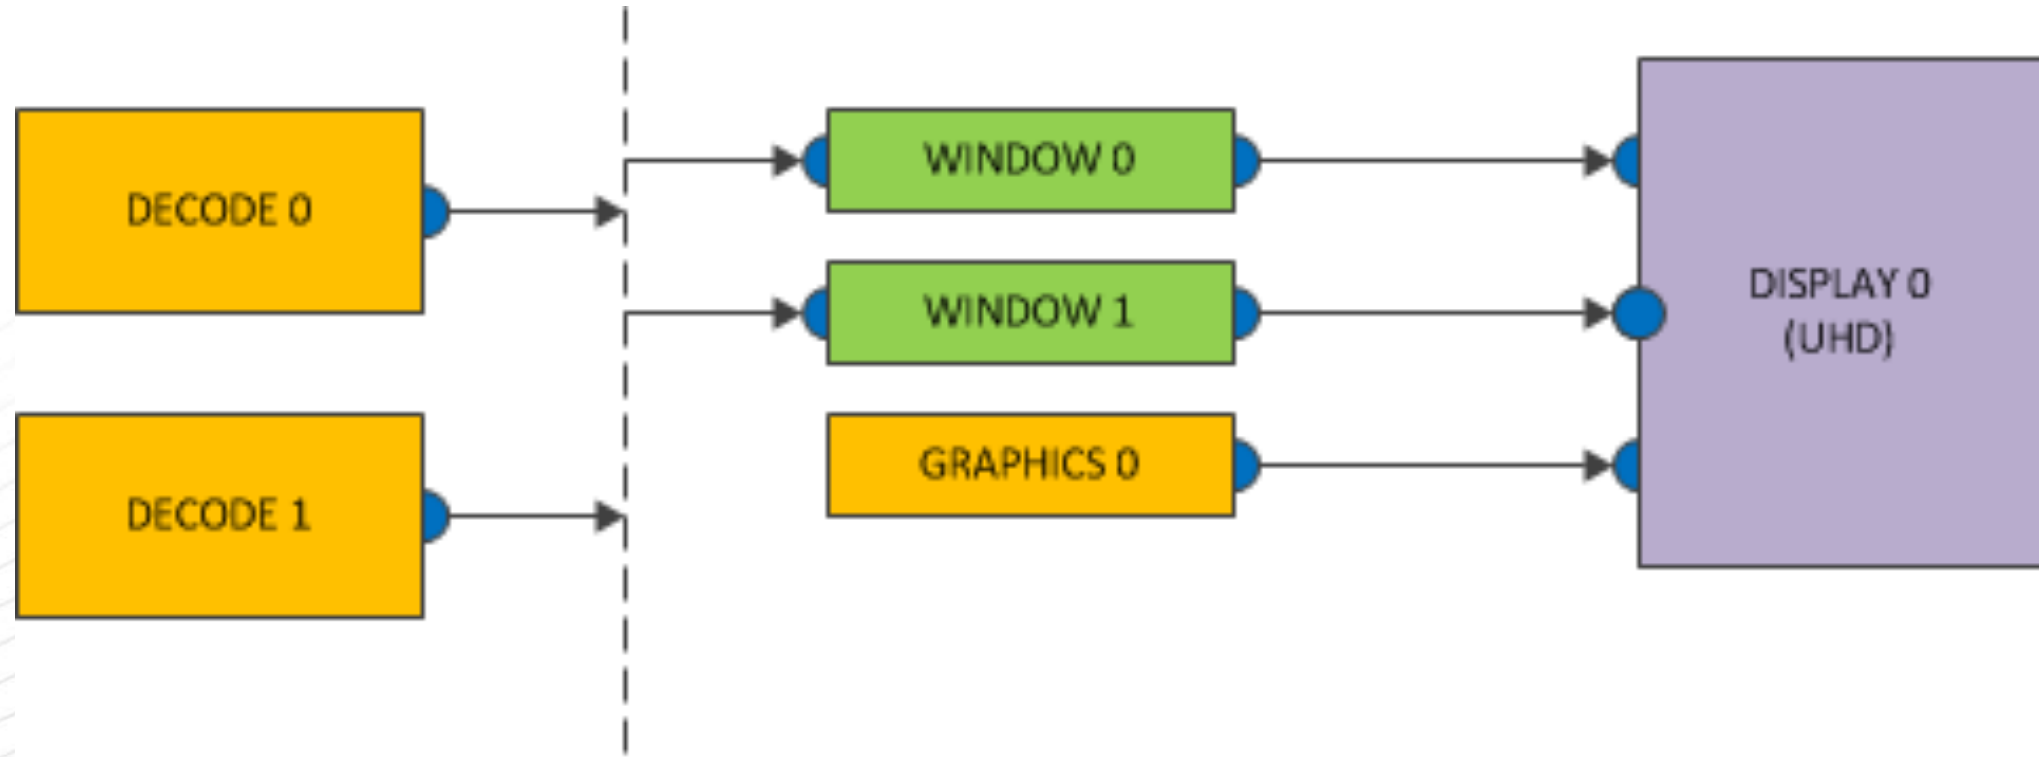 DECODE 0
DECODE 1
WINDOW 0
WINDOW 1
GRAPHICS 0
DISPLAY 0
(UHD)